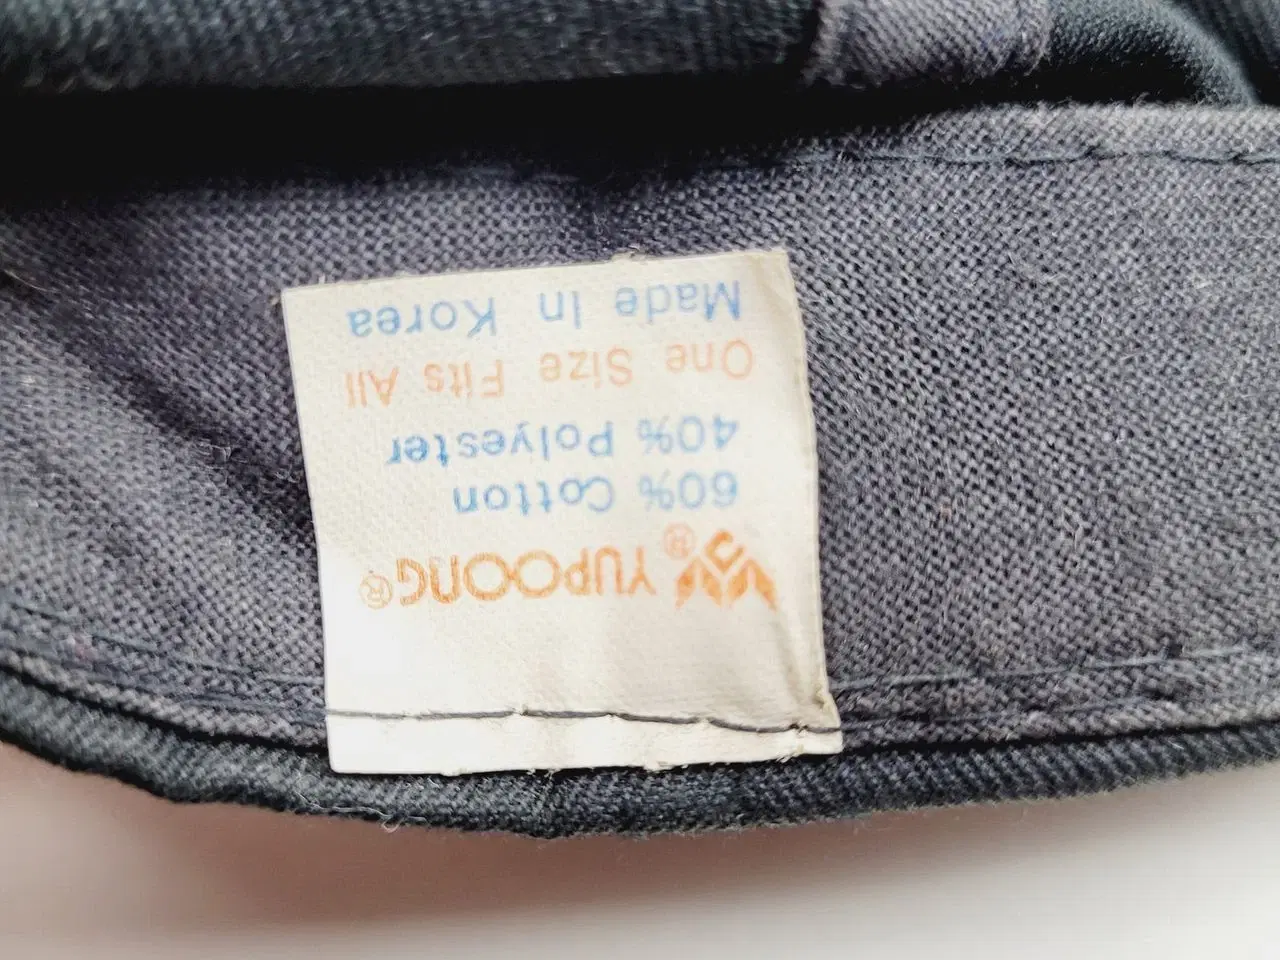 ® YUPOONG®
60% Cotton
40% Polyester
One Size Fits All
Made In Korea